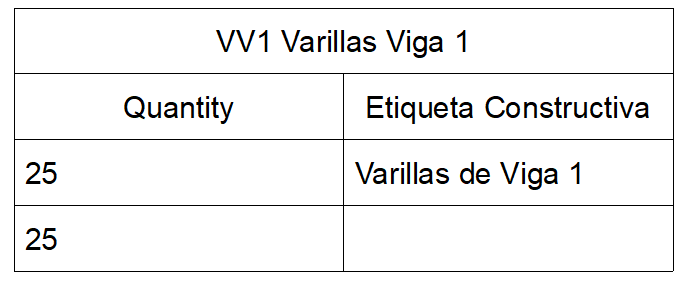 VV1 Varillas Viga 1
Quantity Etiqueta Constructiva
25 Varillas de Viga 1
25